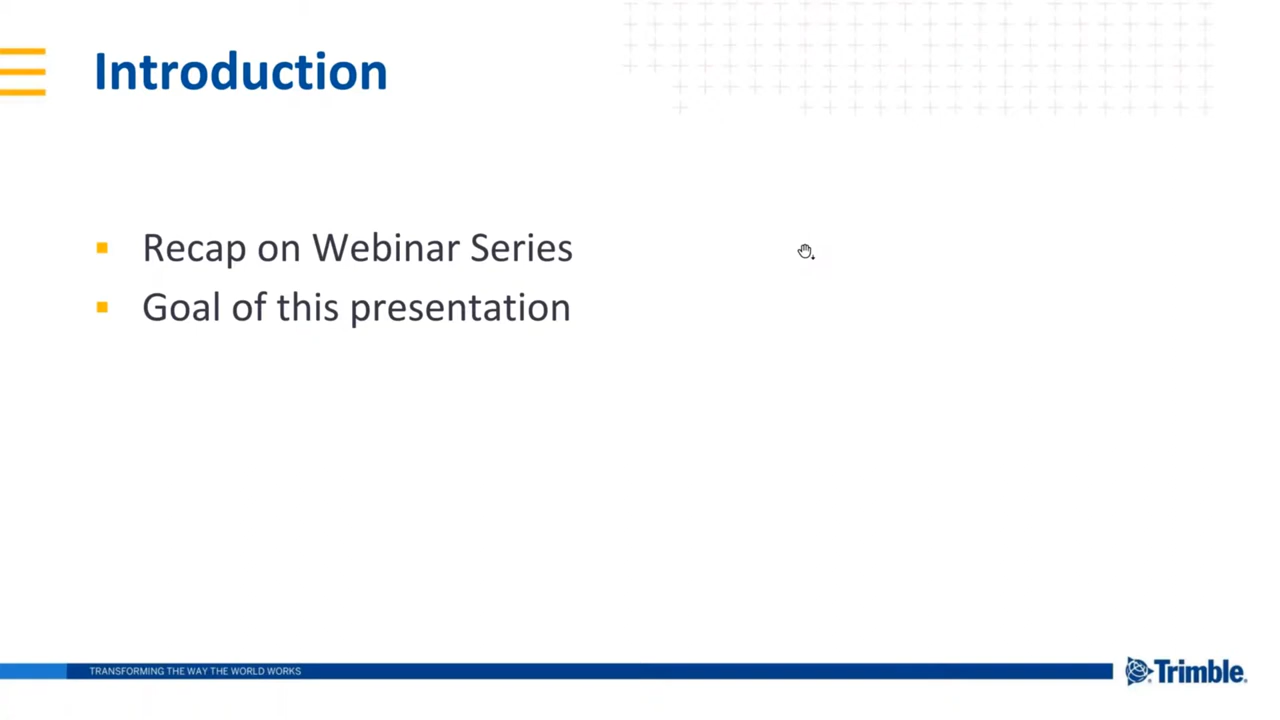 Introduction
Recap on Webinar Series
Goal of this presentation
TRANSFORMING THE WAY THE WORLD WORKS
Trimble